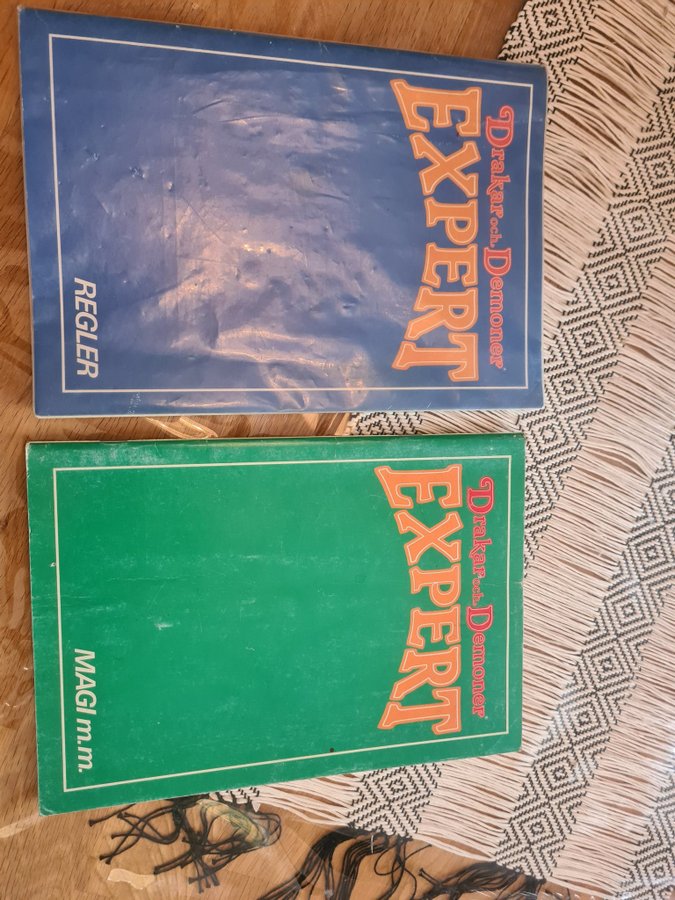 Drakar och Demoner
EXPERT
REGLER
Drakar och Demoner
EXPERT
MAGI m.m.